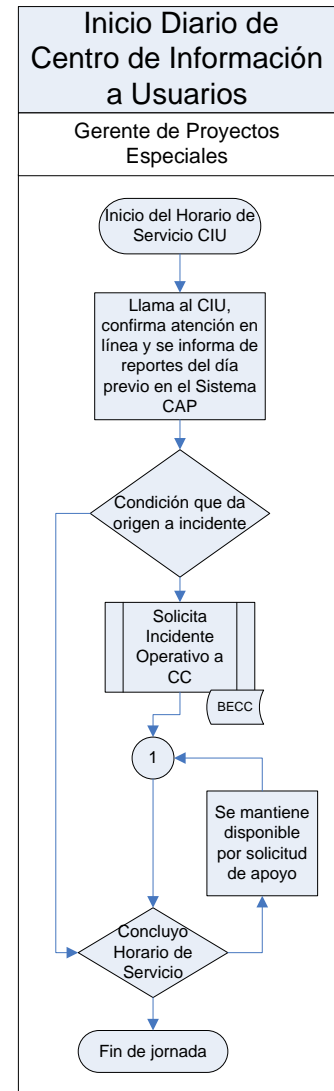 Inicio Diario de
Centro de Información
a Usuarios
Gerente de Proyectos
Especiales
Inicio del Horario de
Servicio CIU
Llama al CIU,
confirma atención en
línea y se informa de
reportes del día
previo en el Sistema
CAP
Condición que da
origen a incidente
Solicita
Incidente
Operativo a
CC
BECC
1
Se mantiene
disponible
por solicitud
de apoyo
Concluyo
Horario de
Servicio
Fin de jornada